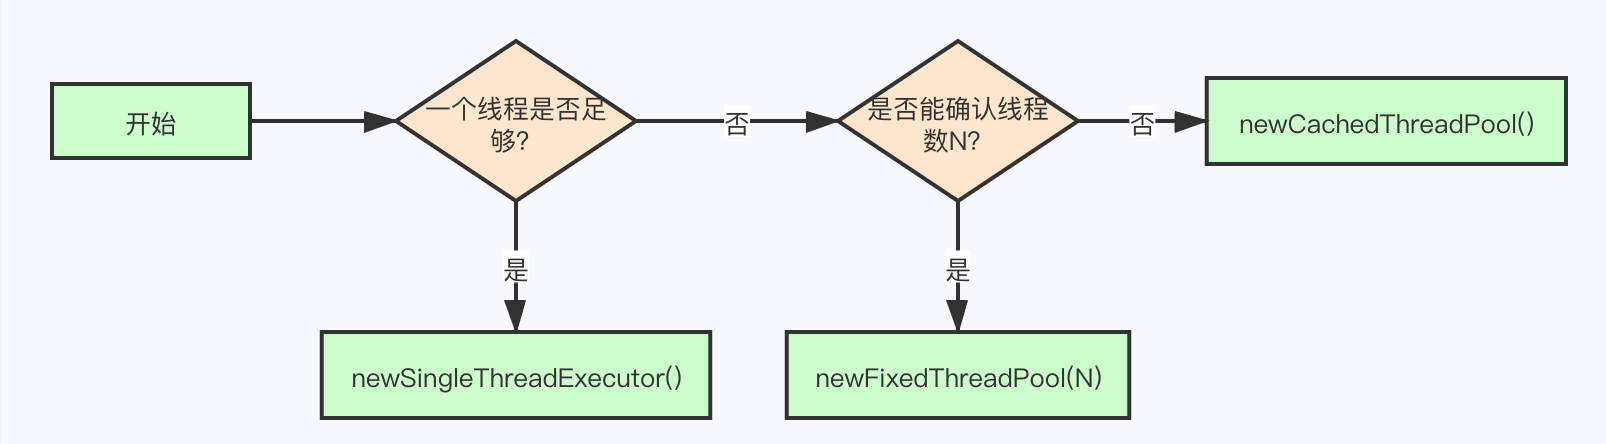 开始
一个线程是否足
够?
否
是否能确认线程
数N?
否
newCachedThreadPool()
是
是
newSingleThreadExecutor()
newFixedThreadPool(N)